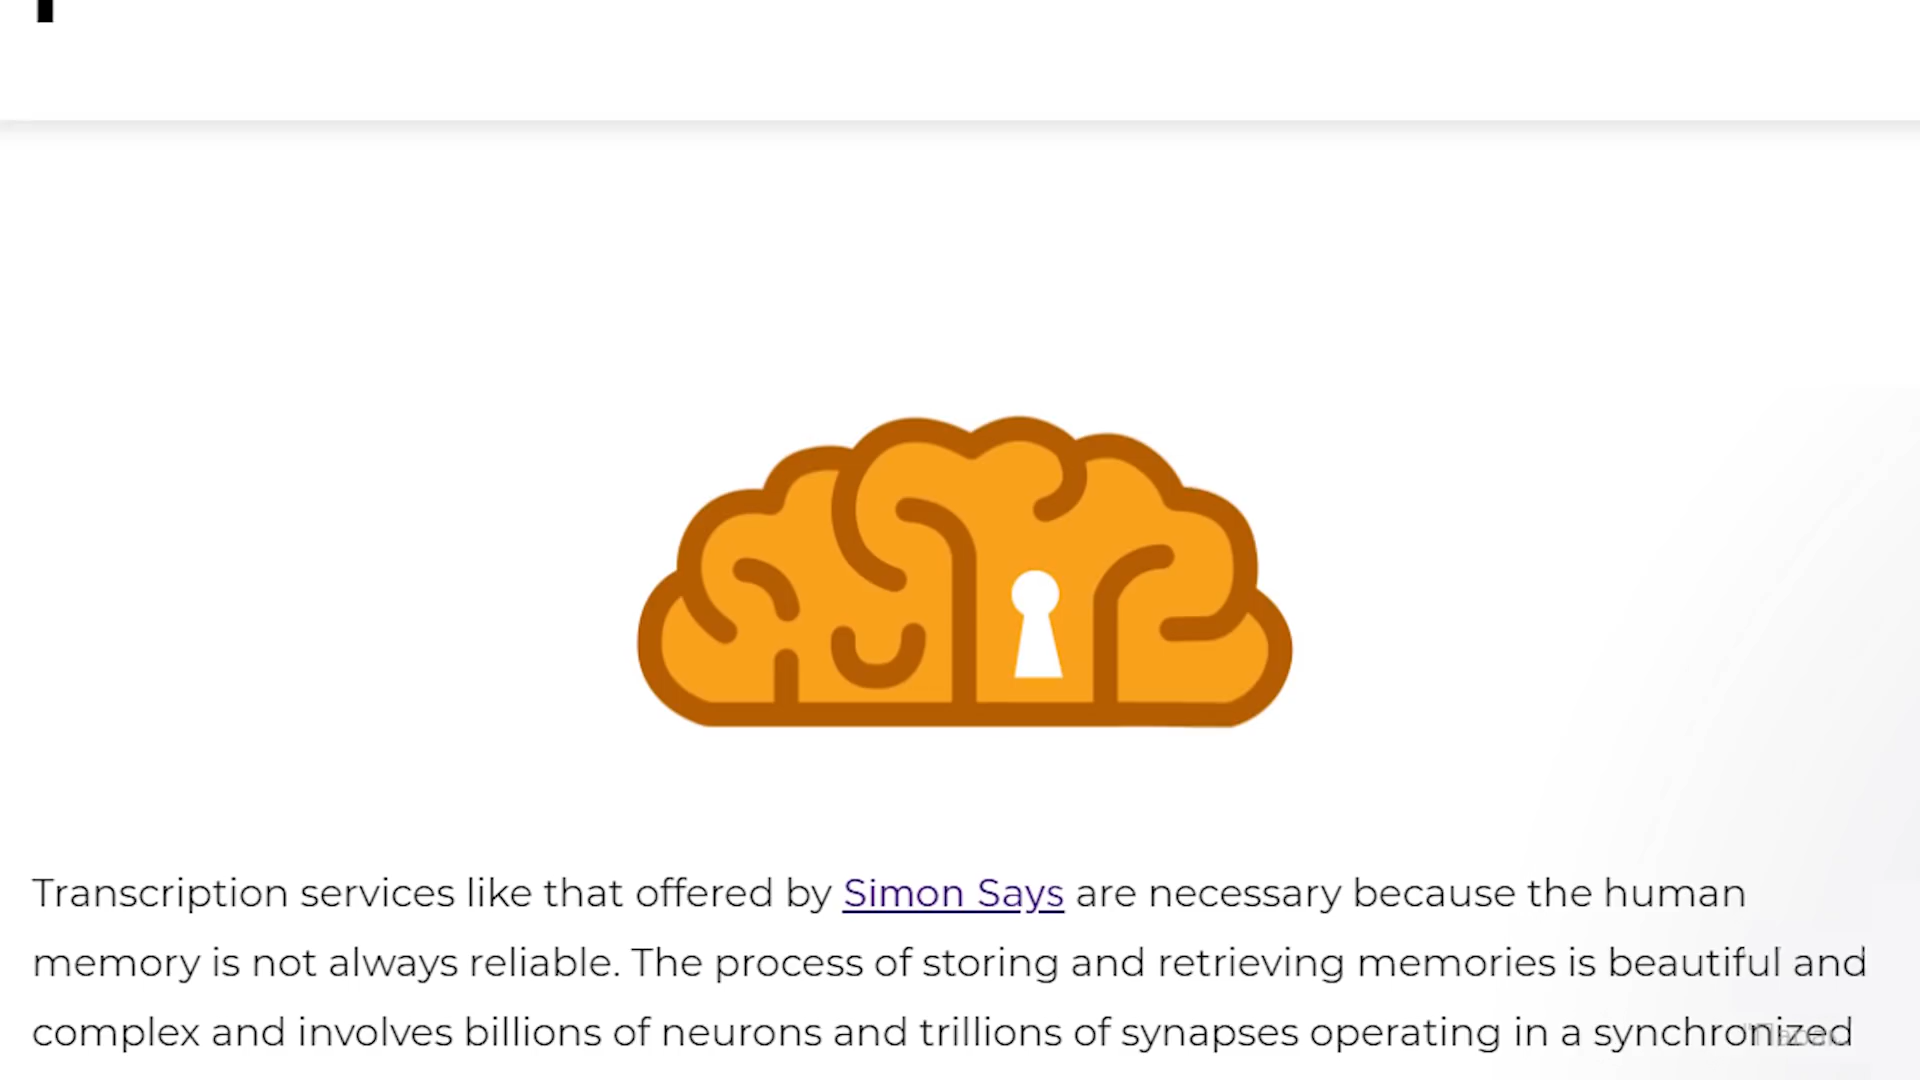 Transcription services like that offered by Simon Says are necessary because the human
memory is not always reliable. The process of storing and retrieving memories is beautiful and
complex and involves billions of neurons and trillions of synapses operating in a synchronized